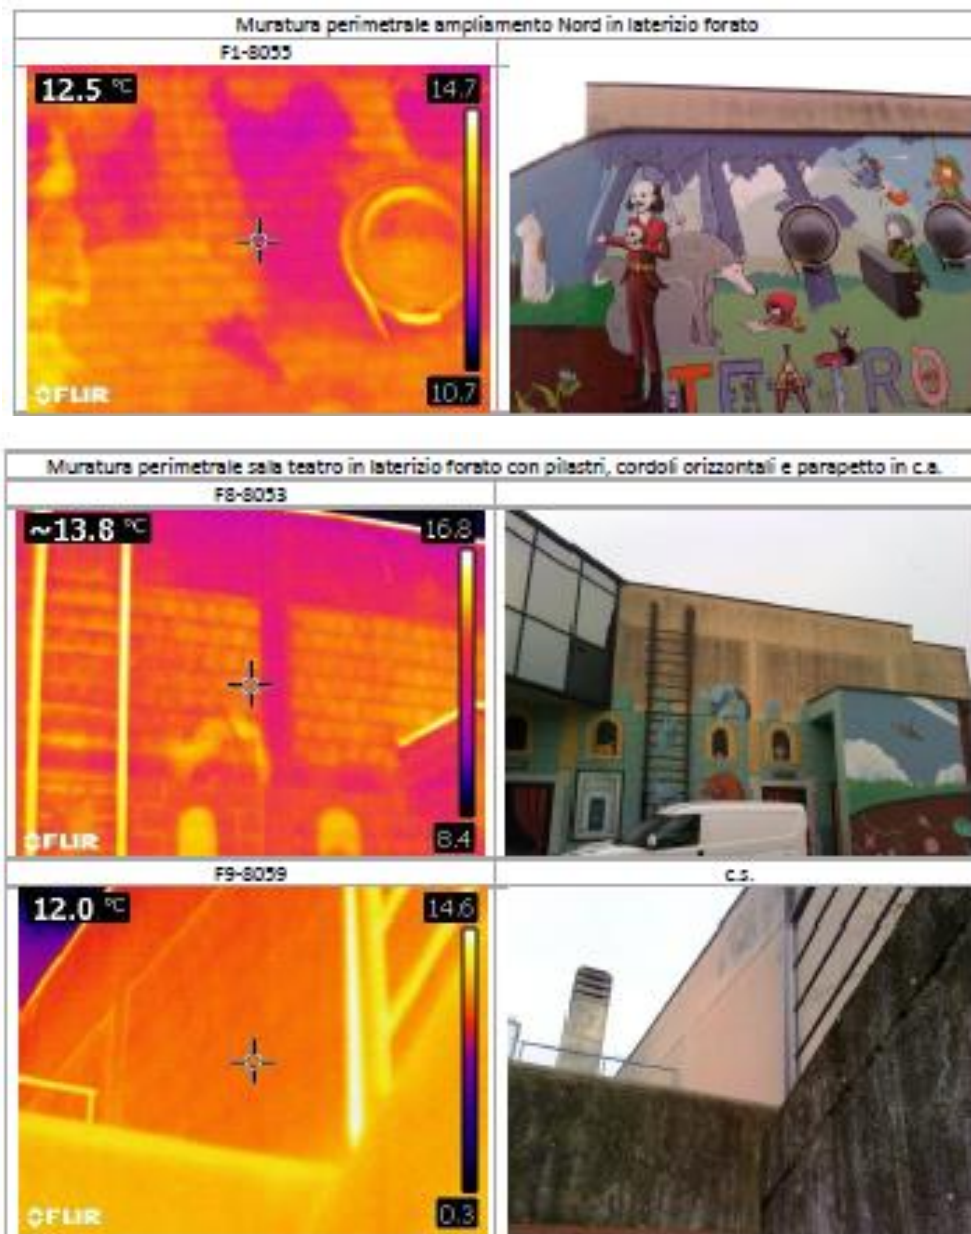 Muratura perimetrale ampliamento Nord in laterizio forato
F1-8055
12.5 °C
14.7
10.7
FLIR
TEATRO
Muratura perimetrale sala teatro in laterizio forato con pilastri, cordoli orizzontali e parapetto in c.a.
F8-8053
~13.8 °C
16.8
8.4
FLIR
F9-8059
c.s.
12.0 °C
14.6
0.3
FLIR